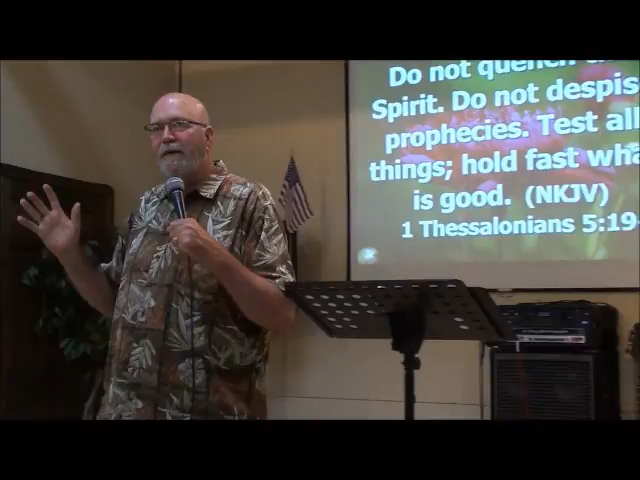 Do not quench
Spirit. Do not despis
prophecies. Test all
things; hold fast wha
is good. (NKJV)
1 Thessalonians 5:19